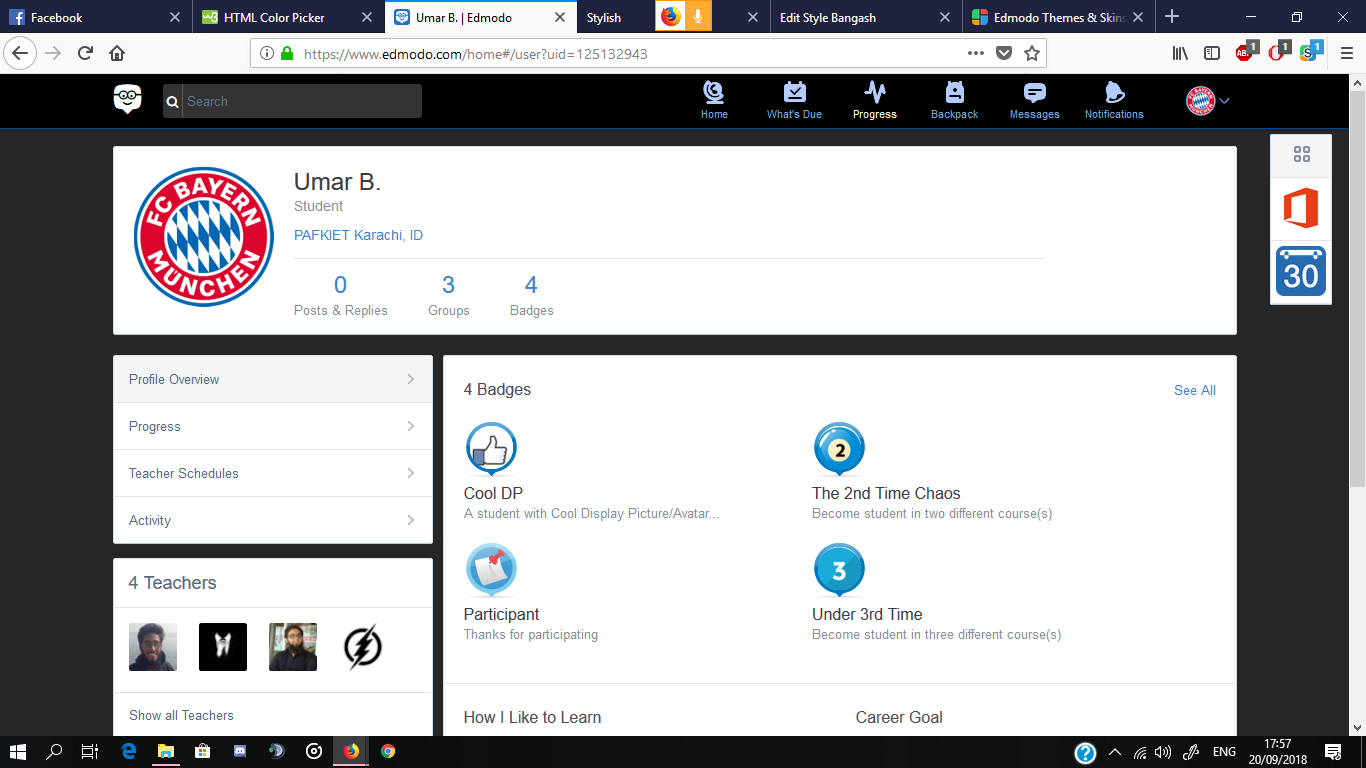 Facebook
HTML Color Picker
Umar B. | Edmodo
Stylish
Edit Style Bangash
Edmodo Themes & Skins
https://www.edmodo.com/home#/user?uid=125132943
ABP 1
1
S 1
Search
Home
What's Due
Progress
Backpack
Messages
Notifications
FC BAYERN
MÜNCHEN
Umar B.
Student
PAFKIET Karachi, ID
0
3
4
Posts & Replies
Groups
Badges
30
Profile Overview
Progress
Teacher Schedules
Activity
4 Badges
See All
2
Cool DP
A student with Cool Display Picture/Avatar...
The 2nd Time Chaos
Become student in two different course(s)
3
Participant
Thanks for participating
Under 3rd Time
Become student in three different course(s)
4 Teachers
Show all Teachers
How I Like to Learn
Career Goal
ENG
17:57
20/09/2018